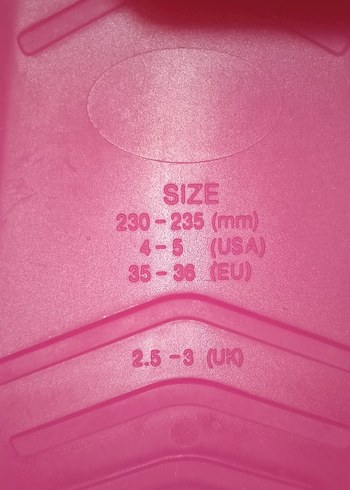 SIZE
230-235 (mm)
4-5 (USA)
35-36 (EU)
2.5-3 (UK)